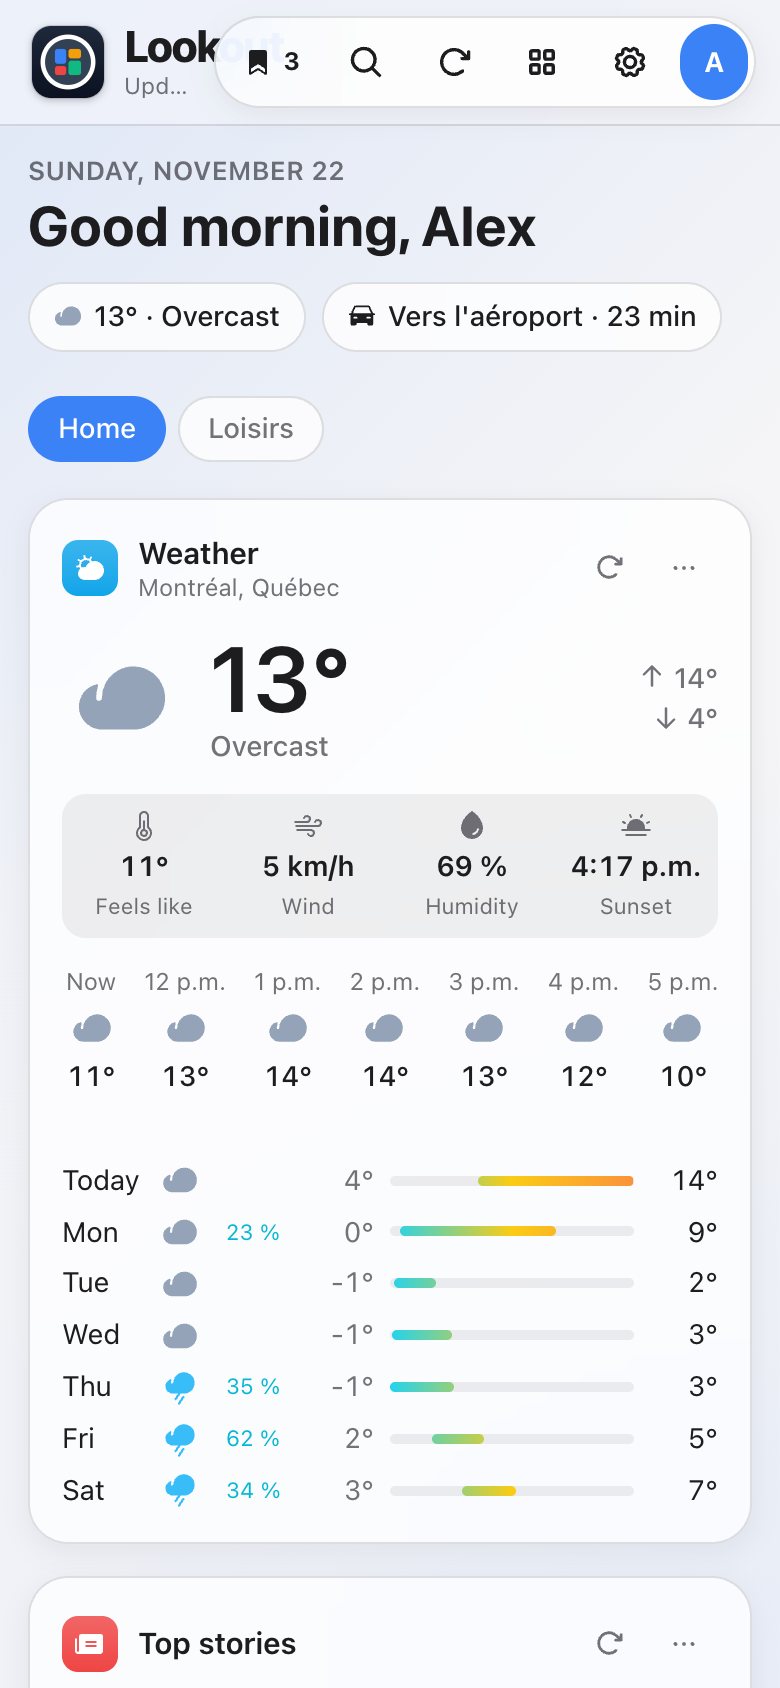 Lookout
Upd...
3
A
SUNDAY, NOVEMBER 22
Good morning, Alex
13° · Overcast
Vers l'aéroport · 23 min
Home
Loisirs
Weather
Montréal, Québec
13°
Overcast
↑ 14°
↓ 4°
11° 5 km/h 69 % 4:17 p.m.
Feels like Wind Humidity Sunset
Now 12 p.m. 1 p.m. 2 p.m. 3 p.m. 4 p.m. 5 p.m.
11° 13° 14° 14° 13° 12° 10°
Today 4° 14°
Mon 23 % 0° 9°
Tue -1° 2°
Wed -1° 3°
Thu 35 % -1° 3°
Fri 62 % 2° 5°
Sat 34 % 3° 7°
Top stories